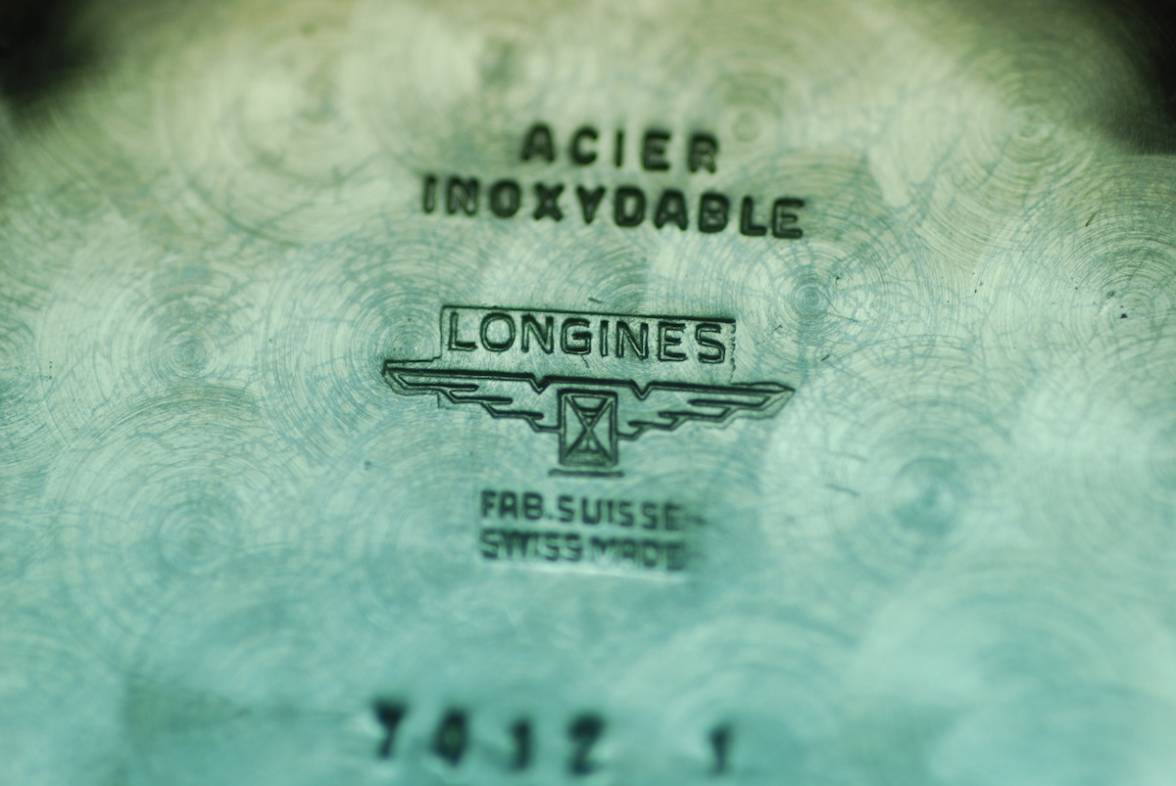 ACIER
INOXYDABLE
LONGINES
FAB.SUISSE
SWISS MADE
7412 1